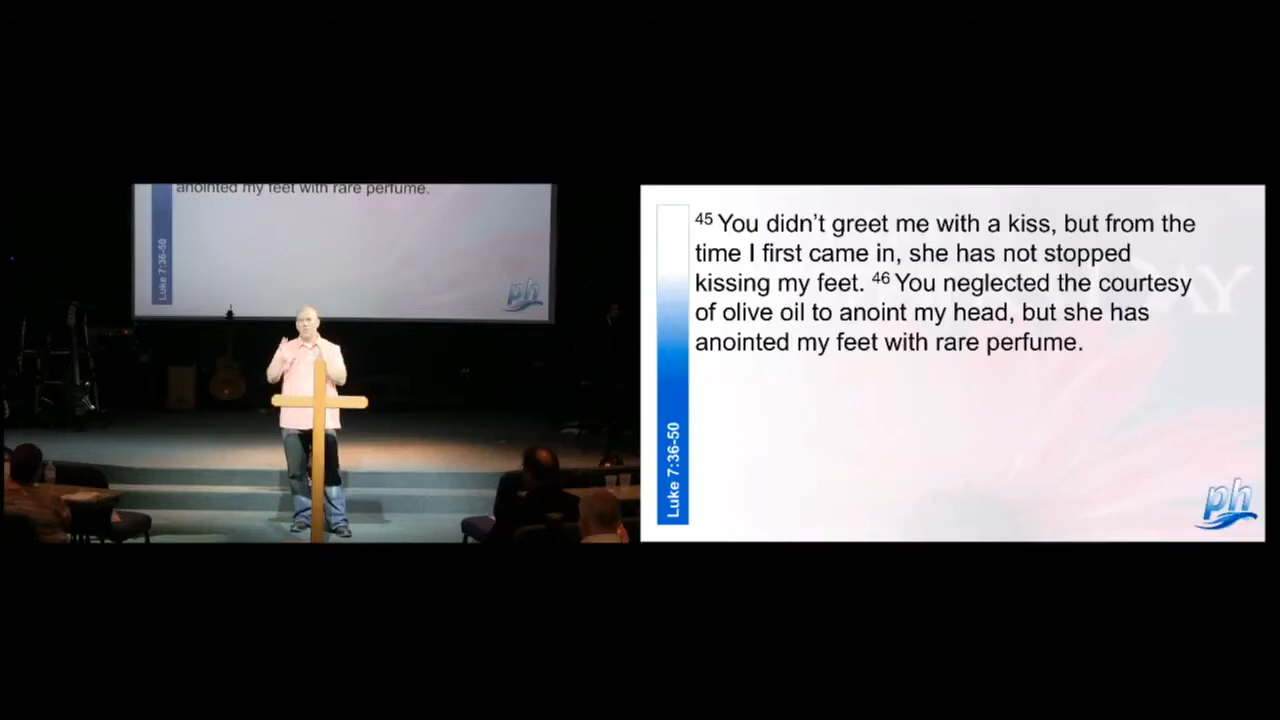 anointed my feet with rare perfume.
Luke 7:36-50
ph
45 You didn't greet me with a kiss, but from the
time I first came in, she has not stopped
kissing my feet. 46 You neglected the courtesy
of olive oil to anoint my head, but she has
anointed my feet with rare perfume.
Luke 7:36-50
ph